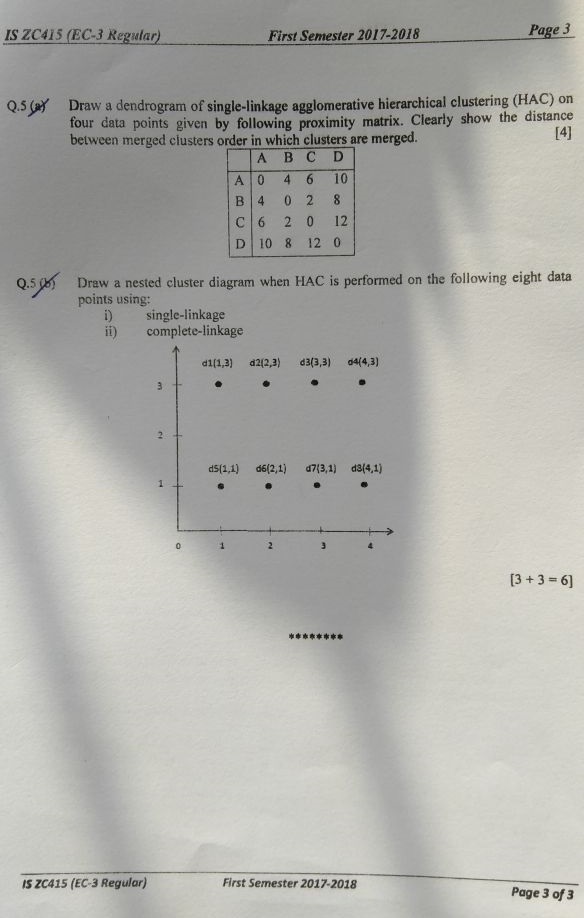 IS ZC415 (EC-3 Regular) First Semester 2017-2018 Page 3
Q.5 (a) Draw a dendrogram of single-linkage agglomerative hierarchical clustering (HAC) on
four data points given by following proximity matrix. Clearly show the distance
between merged clusters order in which clusters are merged. [4]
A B C D
A 0 4 6 10
B 4 0 2 8
C 6 2 0 12
D 10 8 12 0
Q.5 (b) Draw a nested cluster diagram when HAC is performed on the following eight data
points using:
i) single-linkage
ii) complete-linkage
d1(1,3) d2(2,3) d3(3,3) d4(4,3)
3
2
d5(1,1) d6(2,1) d7(3,1) d8(4,1)
1
0 1 2 3 4
[3 + 3 = 6]
********
IS ZC415 (EC-3 Regular) First Semester 2017-2018 Page 3 of 3